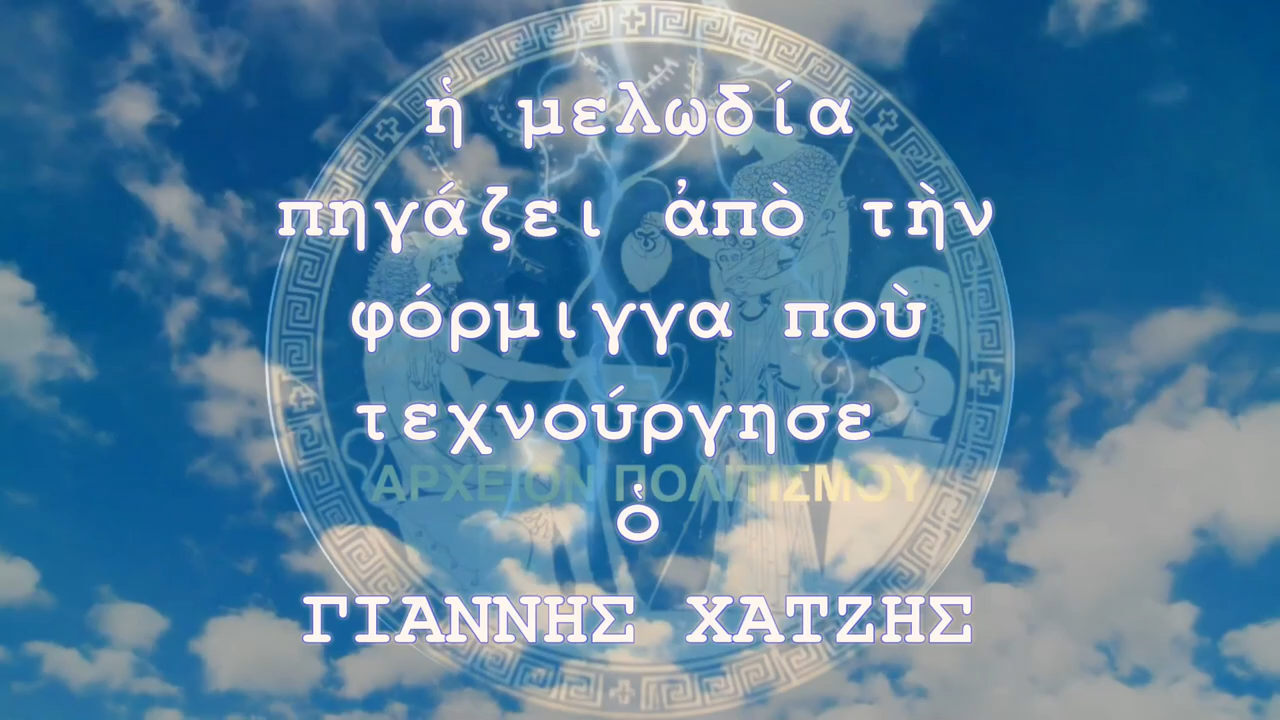 ἡ μελωδία
πηγάζει ἀπὸ τὴν
φόρμιγγα ποὺ
τεχνούργησε
ΑΡΧΕΙΟΝ ΠΟΛΙΤΙΣΜΟΥ
ὁ
ΓΙΑΝΝΗΣ ΧΑΤΖΗΣ